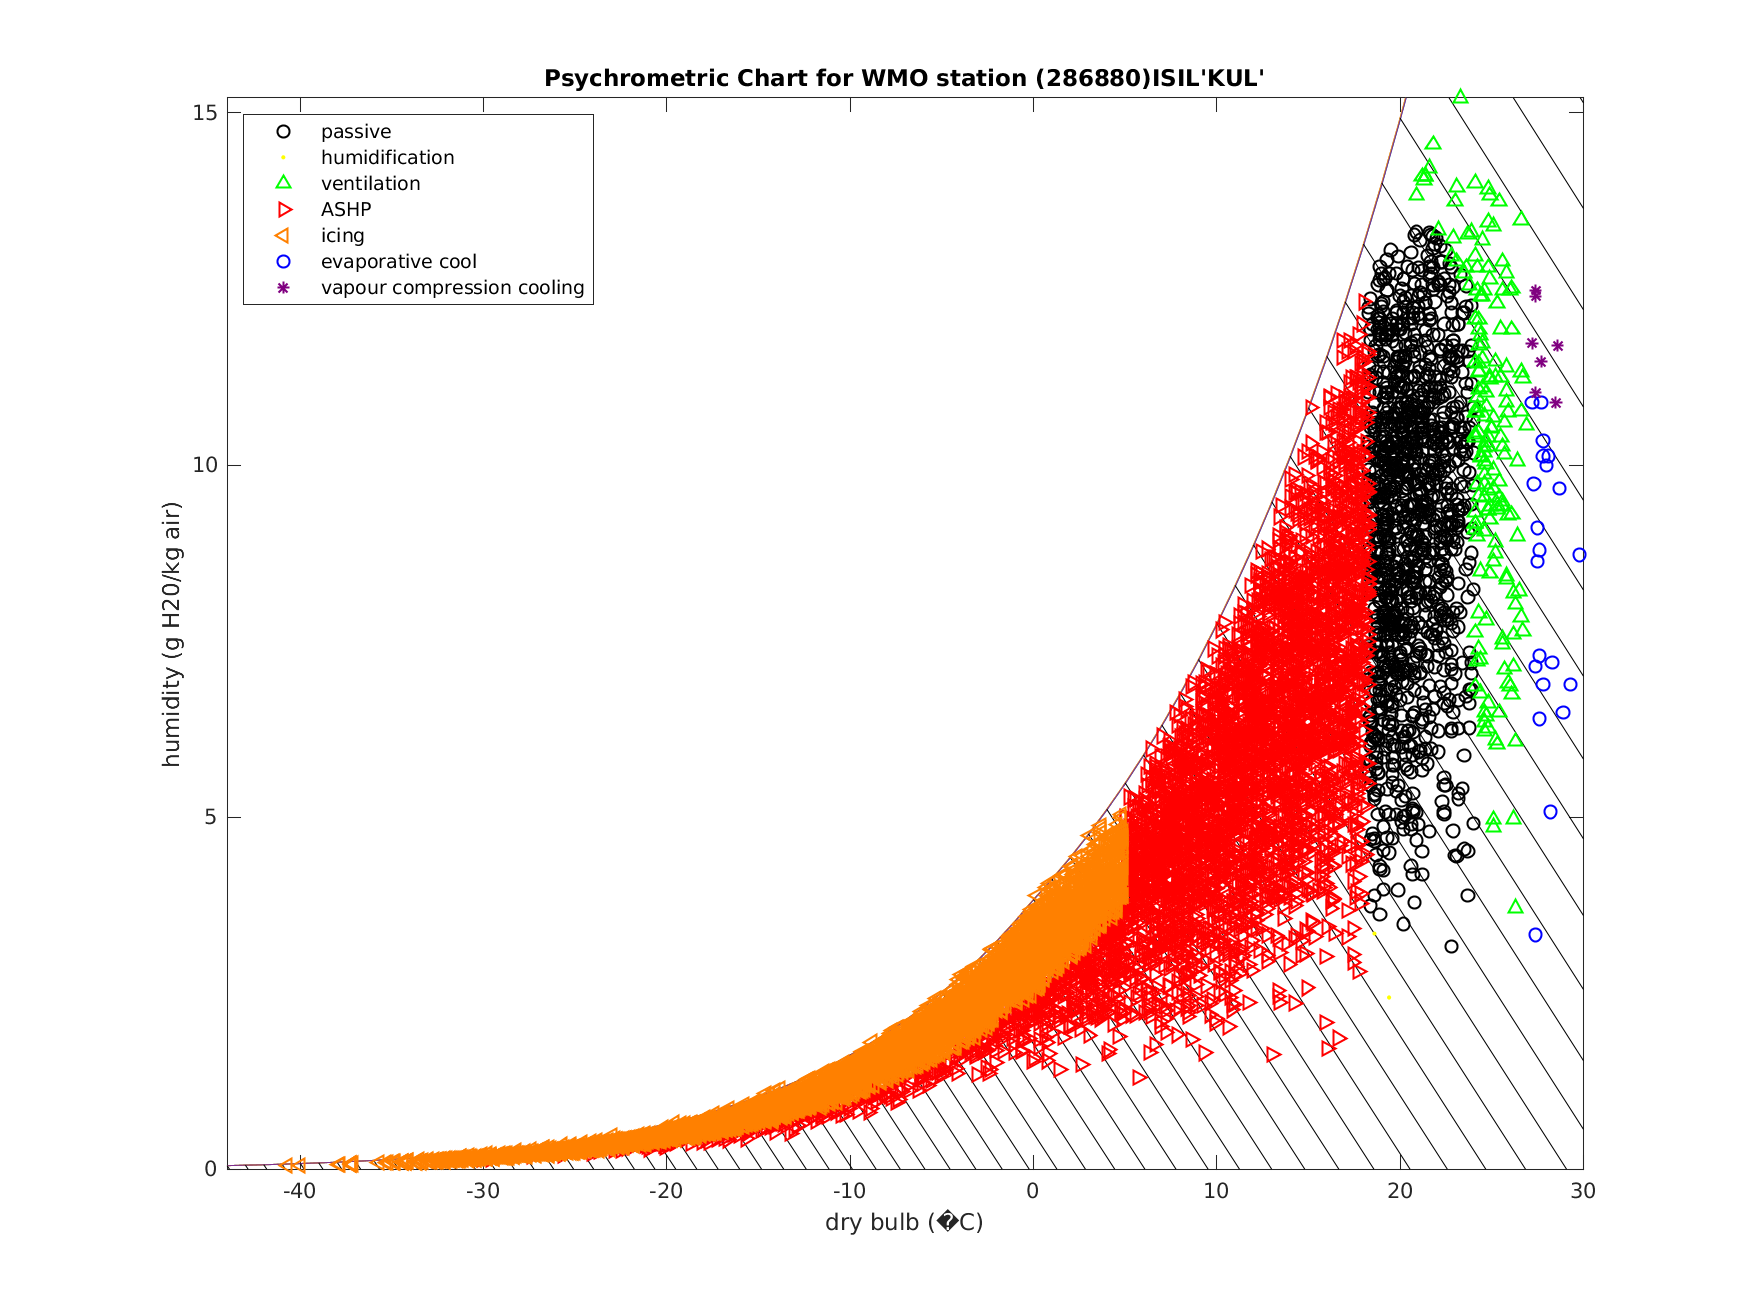 Psychrometric Chart for WMO station (286880)ISIL'KUL'
15
10
5
0
humidity (g H20/kg air)
passive
humidification
ventilation
ASHP
icing
evaporative cool
vapour compression cooling
-40 -30 -20 -10 0 10 20 30
dry bulb (�C)